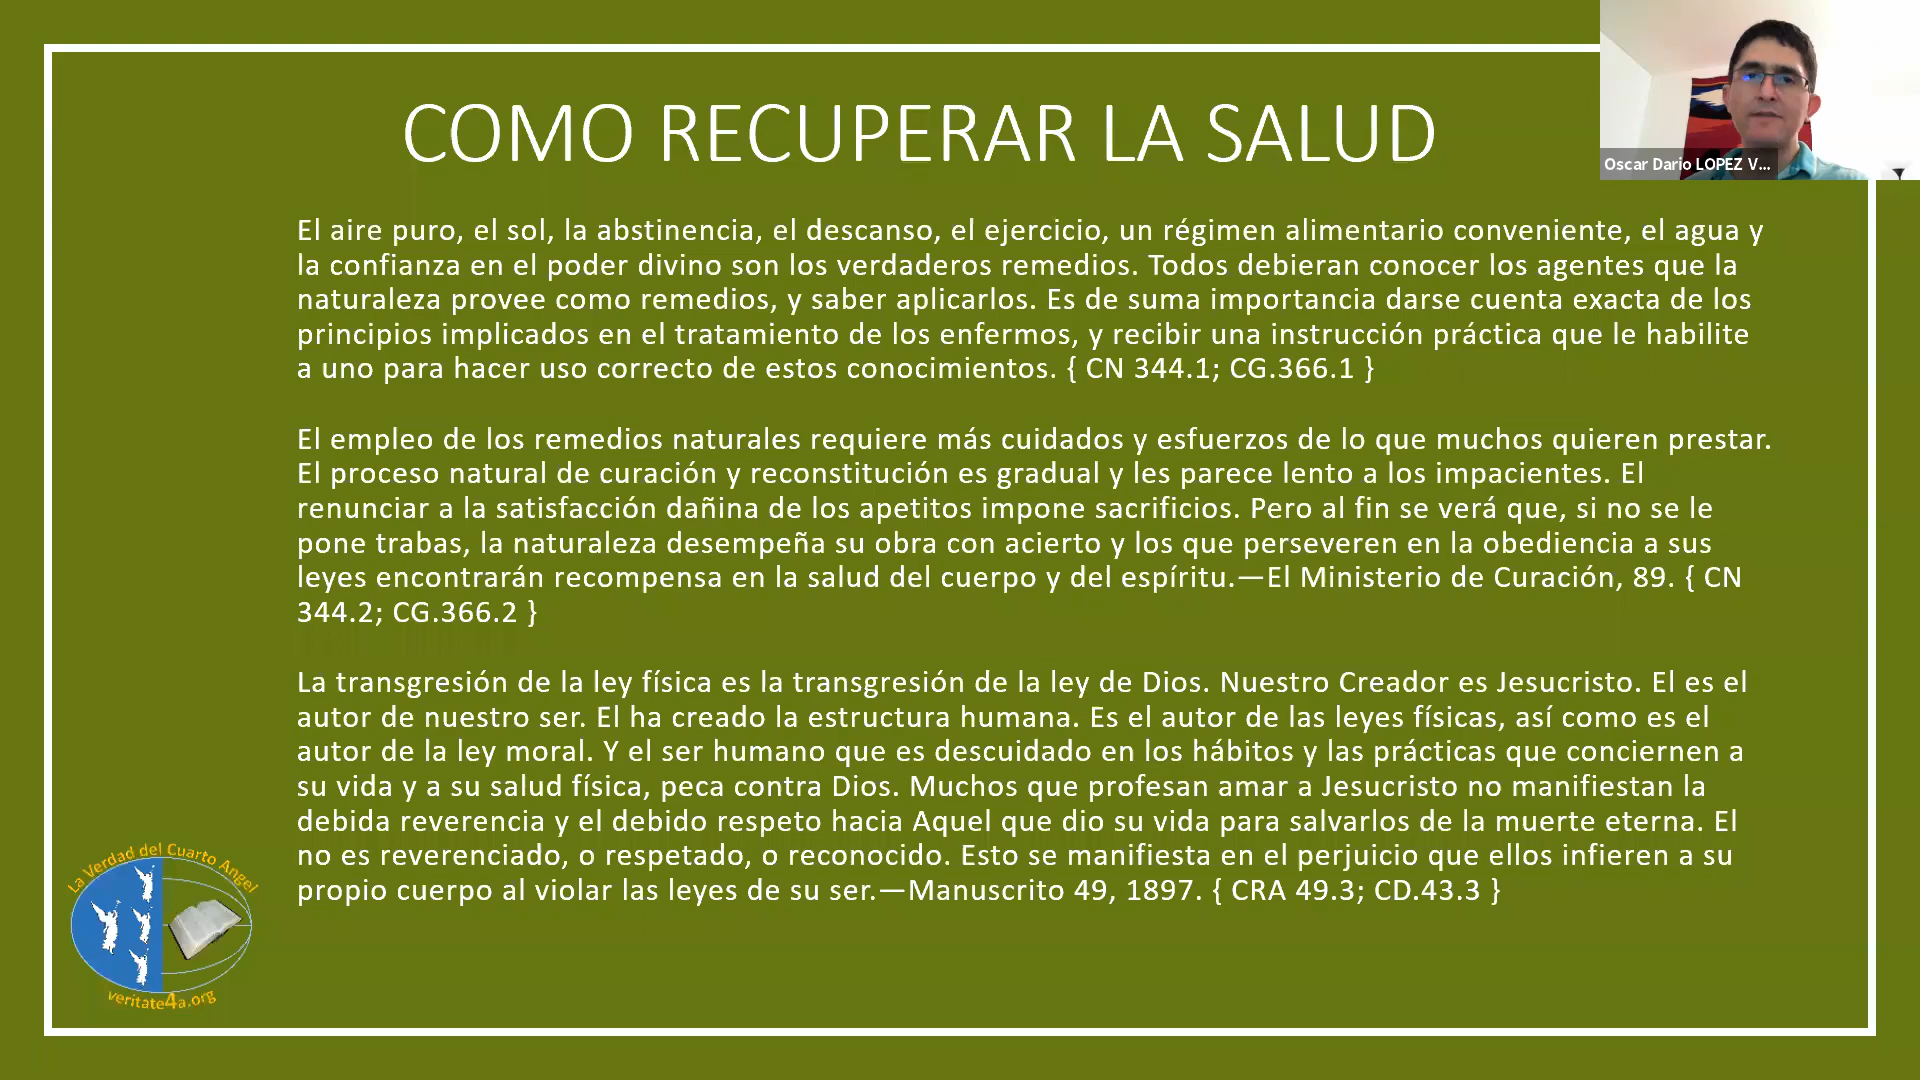 COMO RECUPERAR LA SALUD
Oscar Dario LOPEZ V...
El aire puro, el sol, la abstinencia, el descanso, el ejercicio, un régimen alimentario conveniente, el agua y
la confianza en el poder divino son los verdaderos remedios. Todos debieran conocer los agentes que la
naturaleza provee como remedios, y saber aplicarlos. Es de suma importancia darse cuenta exacta de los
principios implicados en el tratamiento de los enfermos, y recibir una instrucción práctica que le habilite
a uno para hacer uso correcto de estos conocimientos. { CN 344.1; CG.366.1 }
El empleo de los remedios naturales requiere más cuidados y esfuerzos de lo que muchos quieren prestar.
El proceso natural de curación y reconstitución es gradual y les parece lento a los impacientes. El
renunciar a la satisfacción dañina de los apetitos impone sacrificios. Pero al fin se verá que, si no se le
pone trabas, la naturaleza desempeña su obra con acierto y los que perseveren en la obediencia a sus
leyes encontrarán recompensa en la salud del cuerpo y del espíritu.—El Ministerio de Curación, 89. { CN
344.2; CG.366.2 }
La transgresión de la ley física es la transgresión de la ley de Dios. Nuestro Creador es Jesucristo. El es el
autor de nuestro ser. El ha creado la estructura humana. Es el autor de las leyes físicas, así como es el
autor de la ley moral. Y el ser humano que es descuidado en los hábitos y las prácticas que conciernen a
su vida y a su salud física, peca contra Dios. Muchos que profesan amar a Jesucristo no manifiestan la
debida reverencia y el debido respeto hacia Aquel que dio su vida para salvarlos de la muerte eterna. El
no es reverenciado, o respetado, o reconocido. Esto se manifiesta en el perjuicio que ellos infieren a su
propio cuerpo al violar las leyes de su ser.—Manuscrito 49, 1897. { CRA 49.3; CD.43.3 }
La Verdad del Cuarto Angel
veritate4a.org